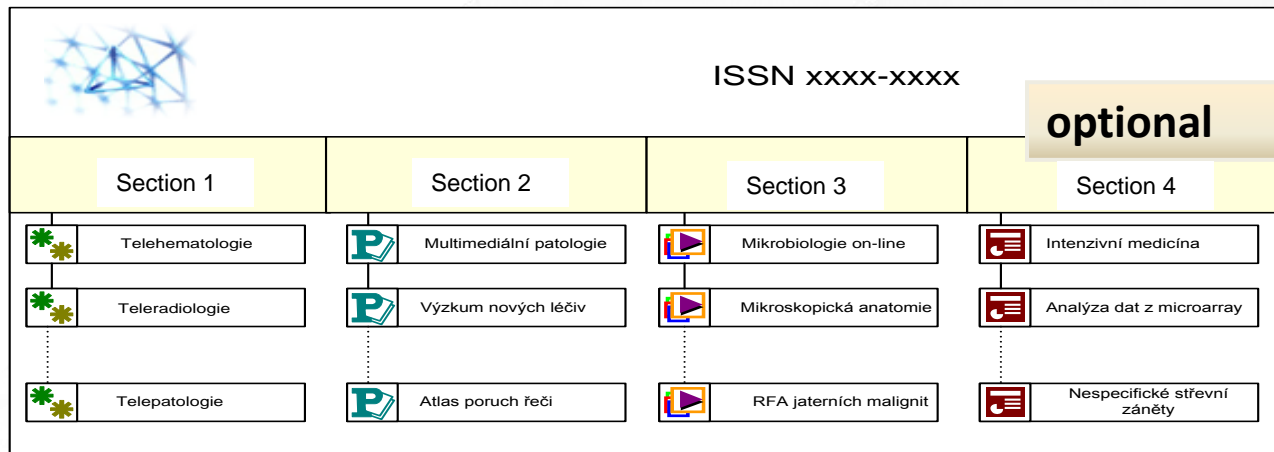 ISSN xxxx-xxxx
optional
Section 1
Section 2
Section 3
Section 4
Telehematologie
Multimediální patologie
Mikrobiologie on-line
Intenzivní medicína
Teleradiologie
Výzkum nových léčiv
Mikroskopická anatomie
Analýza dat z microarray
Telepatologie
Atlas poruch řeči
RFA jaterních malignit
Nespecifické střevní
záněty